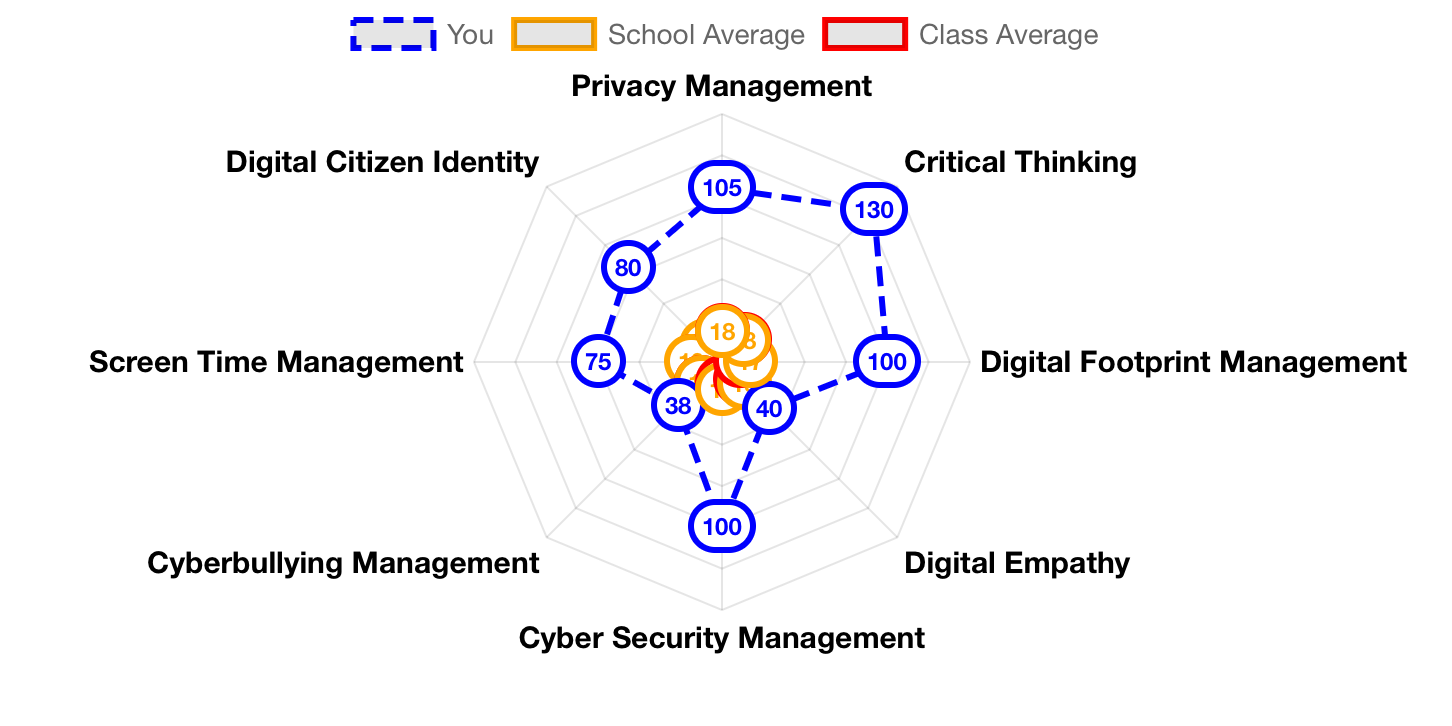 You School Average Class Average
Privacy Management
Digital Citizen Identity Critical Thinking
105
130
80
18
Screen Time Management 75 100 Digital Footprint Management
38 40
100
Cyberbullying Management Digital Empathy
Cyber Security Management